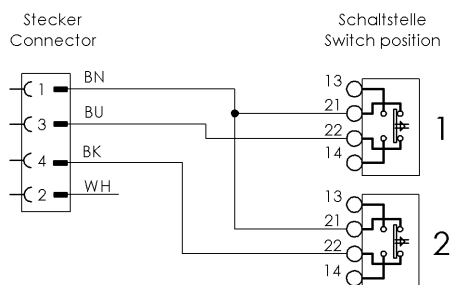 Stecker
Connector
Schaltstelle
Switch position
1 BN
3 BU
4 BK
2 WH
13
21
22
14
1
13
21
22
14
2